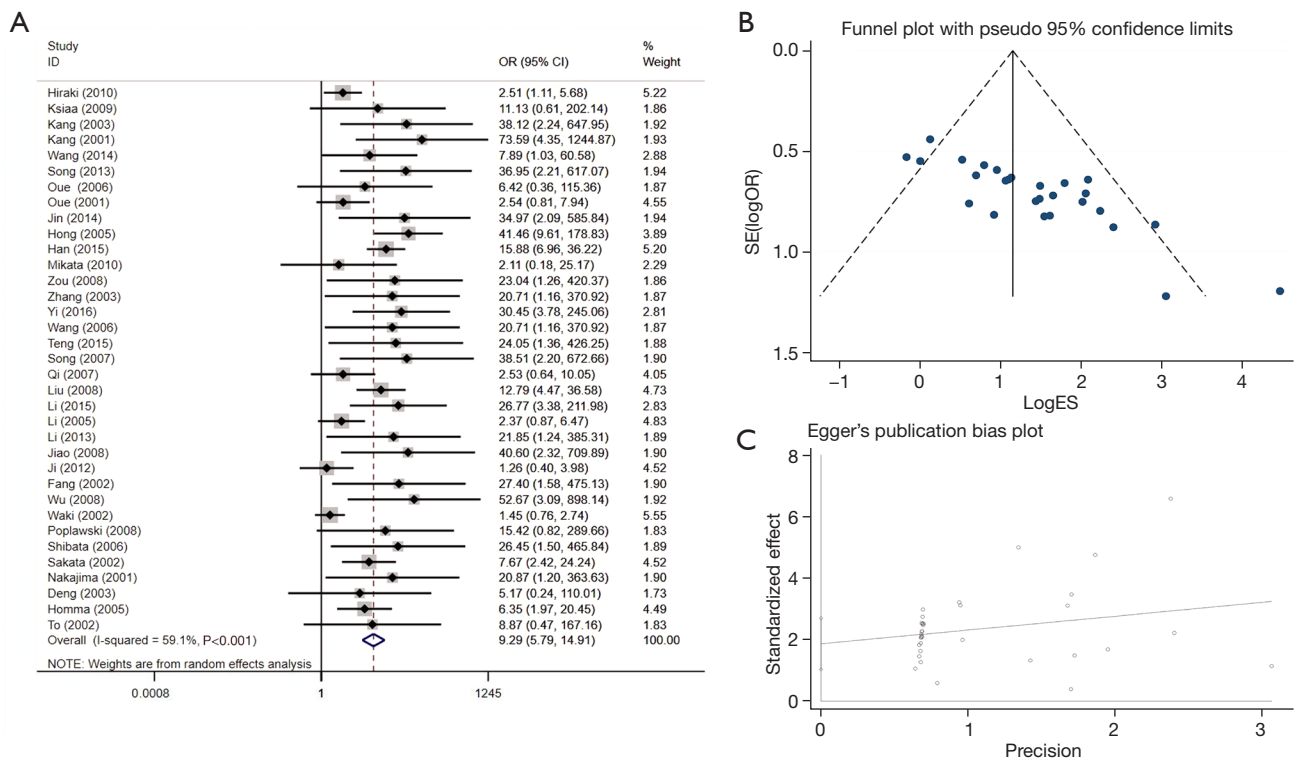 A
Study
ID OR (95% CI) % Weight
Hiraki (2010) 2.51 (1.11, 5.68) 5.22
Ksiaa (2009) 11.13 (0.61, 202.14) 1.86
Kang (2003) 38.12 (2.24, 647.95) 1.92
Kang (2001) 73.59 (4.35, 1244.87) 1.93
Wang (2014) 7.89 (1.03, 60.58) 2.88
Song (2013) 36.95 (2.21, 617.07) 1.94
Oue (2006) 6.42 (0.36, 115.36) 1.87
Oue (2001) 2.54 (0.81, 7.94) 4.55
Jin (2014) 34.97 (2.09, 585.84) 1.94
Hong (2005) 41.46 (9.61, 178.83) 3.89
Han (2015) 15.88 (6.96, 36.22) 5.20
Mikata (2010) 2.11 (0.18, 25.17) 2.29
Zou (2008) 23.04 (1.26, 420.37) 1.86
Zhang (2003) 20.71 (1.16, 370.92) 1.87
Yi (2016) 30.45 (3.78, 245.06) 2.81
Wang (2006) 20.71 (1.16, 370.92) 1.87
Teng (2015) 24.05 (1.36, 426.25) 1.88
Song (2007) 38.51 (2.20, 672.66) 1.90
Qi (2007) 2.53 (0.64, 10.05) 4.05
Liu (2008) 12.79 (4.47, 36.58) 4.73
Li (2015) 26.77 (3.38, 211.98) 2.83
Li (2005) 2.37 (0.87, 6.47) 4.83
Li (2013) 21.85 (1.24, 385.31) 1.89
Jiao (2008) 40.60 (2.32, 709.89) 1.90
Ji (2012) 1.26 (0.40, 3.98) 4.52
Fang (2002) 27.40 (1.58, 475.13) 1.90
Wu (2008) 52.67 (3.09, 898.14) 1.92
Waki (2002) 1.45 (0.76, 2.74) 5.55
Poplawski (2008) 15.42 (0.82, 289.66) 1.83
Shibata (2006) 26.45 (1.50, 465.84) 1.89
Sakata (2002) 7.67 (2.42, 24.24) 4.52
Nakajima (2001) 20.87 (1.20, 363.63) 1.90
Deng (2003) 5.17 (0.24, 110.01) 1.73
Homma (2005) 6.35 (1.97, 20.45) 4.49
To (2002) 8.87 (0.47, 167.16) 1.83
Overall (I-squared = 59.1%, P<0.001) 9.29 (5.79, 14.91) 100.00
NOTE: Weights are from random effects analysis
0.0008 1 1245
B
Funnel plot with pseudo 95% confidence limits
SE(logOR)
0.0
0.5
1.0
1.5
−1 0 1 2 3 4
LogES
C
Egger's publication bias plot
Standardized effect
8
6
4
2
0
0 1 2 3
Precision